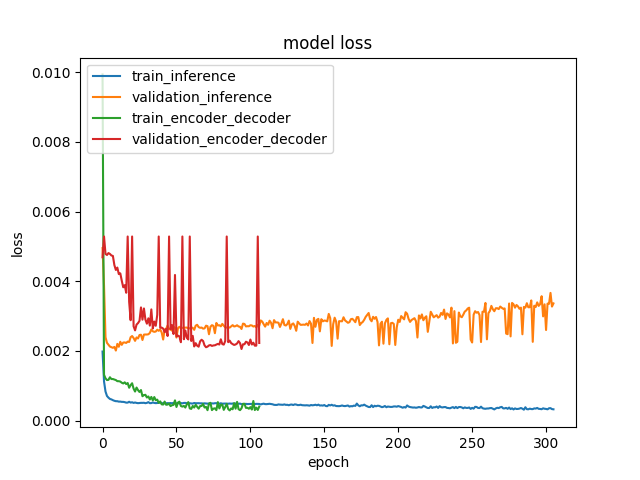 model loss
train_inference
validation_inference
train_encoder_decoder
validation_encoder_decoder
loss
0.010
0.008
0.006
0.004
0.002
0.000
0 50 100 150 200 250 300
epoch